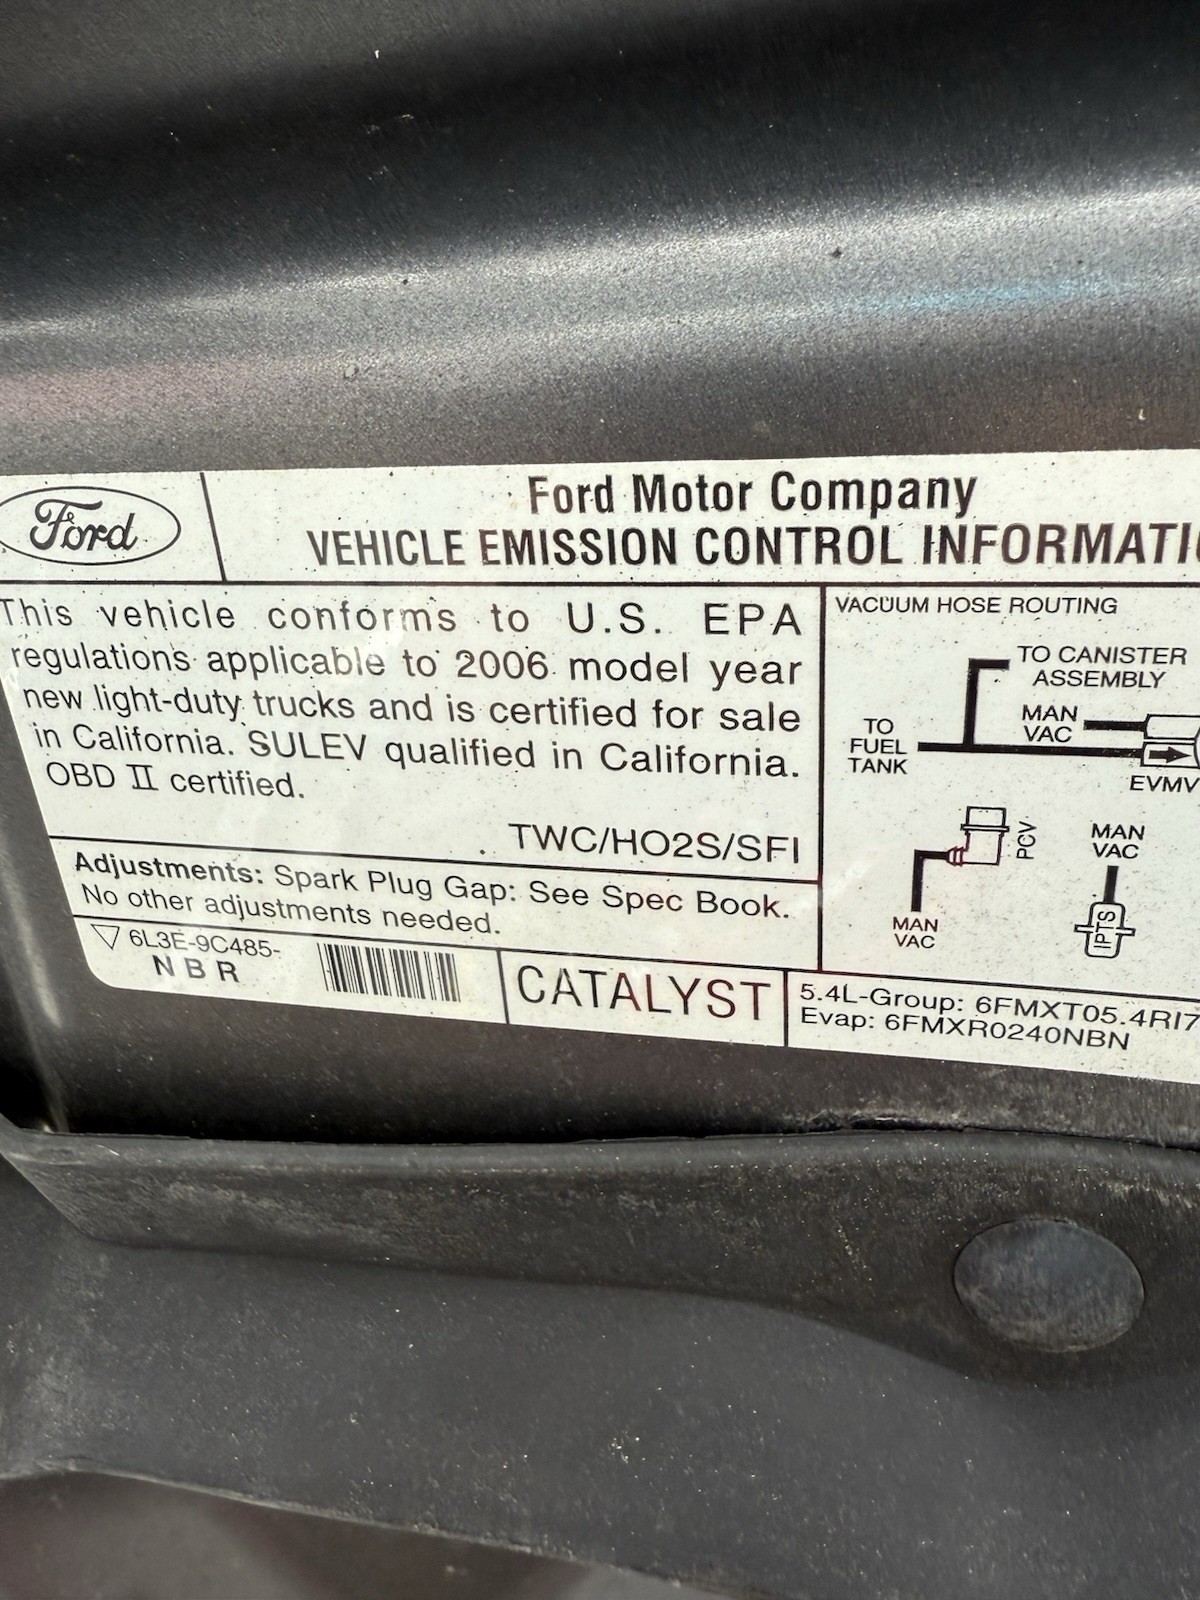 Ford
Ford Motor Company
VEHICLE EMISSION CONTROL INFORMATIO
This vehicle conforms to U.S. EPA
regulations applicable to 2006 model year
new light-duty trucks and is certified for sale
in California. SULEV qualified in California.
OBD II certified.
TWC/HO2S/SFI
Adjustments: Spark Plug Gap: See Spec Book.
No other adjustments needed.
6L3E-9C485-
N B R
CATALYST
VACUUM HOSE ROUTING
TO CANISTER
ASSEMBLY
MAN
VAC
TO
FUEL
TANK
EVMV
PCV
MAN
VAC
MAN
VAC
IPTS
5.4L-Group: 6FMXT05.4RI7
Evap: 6FMXR0240NBN